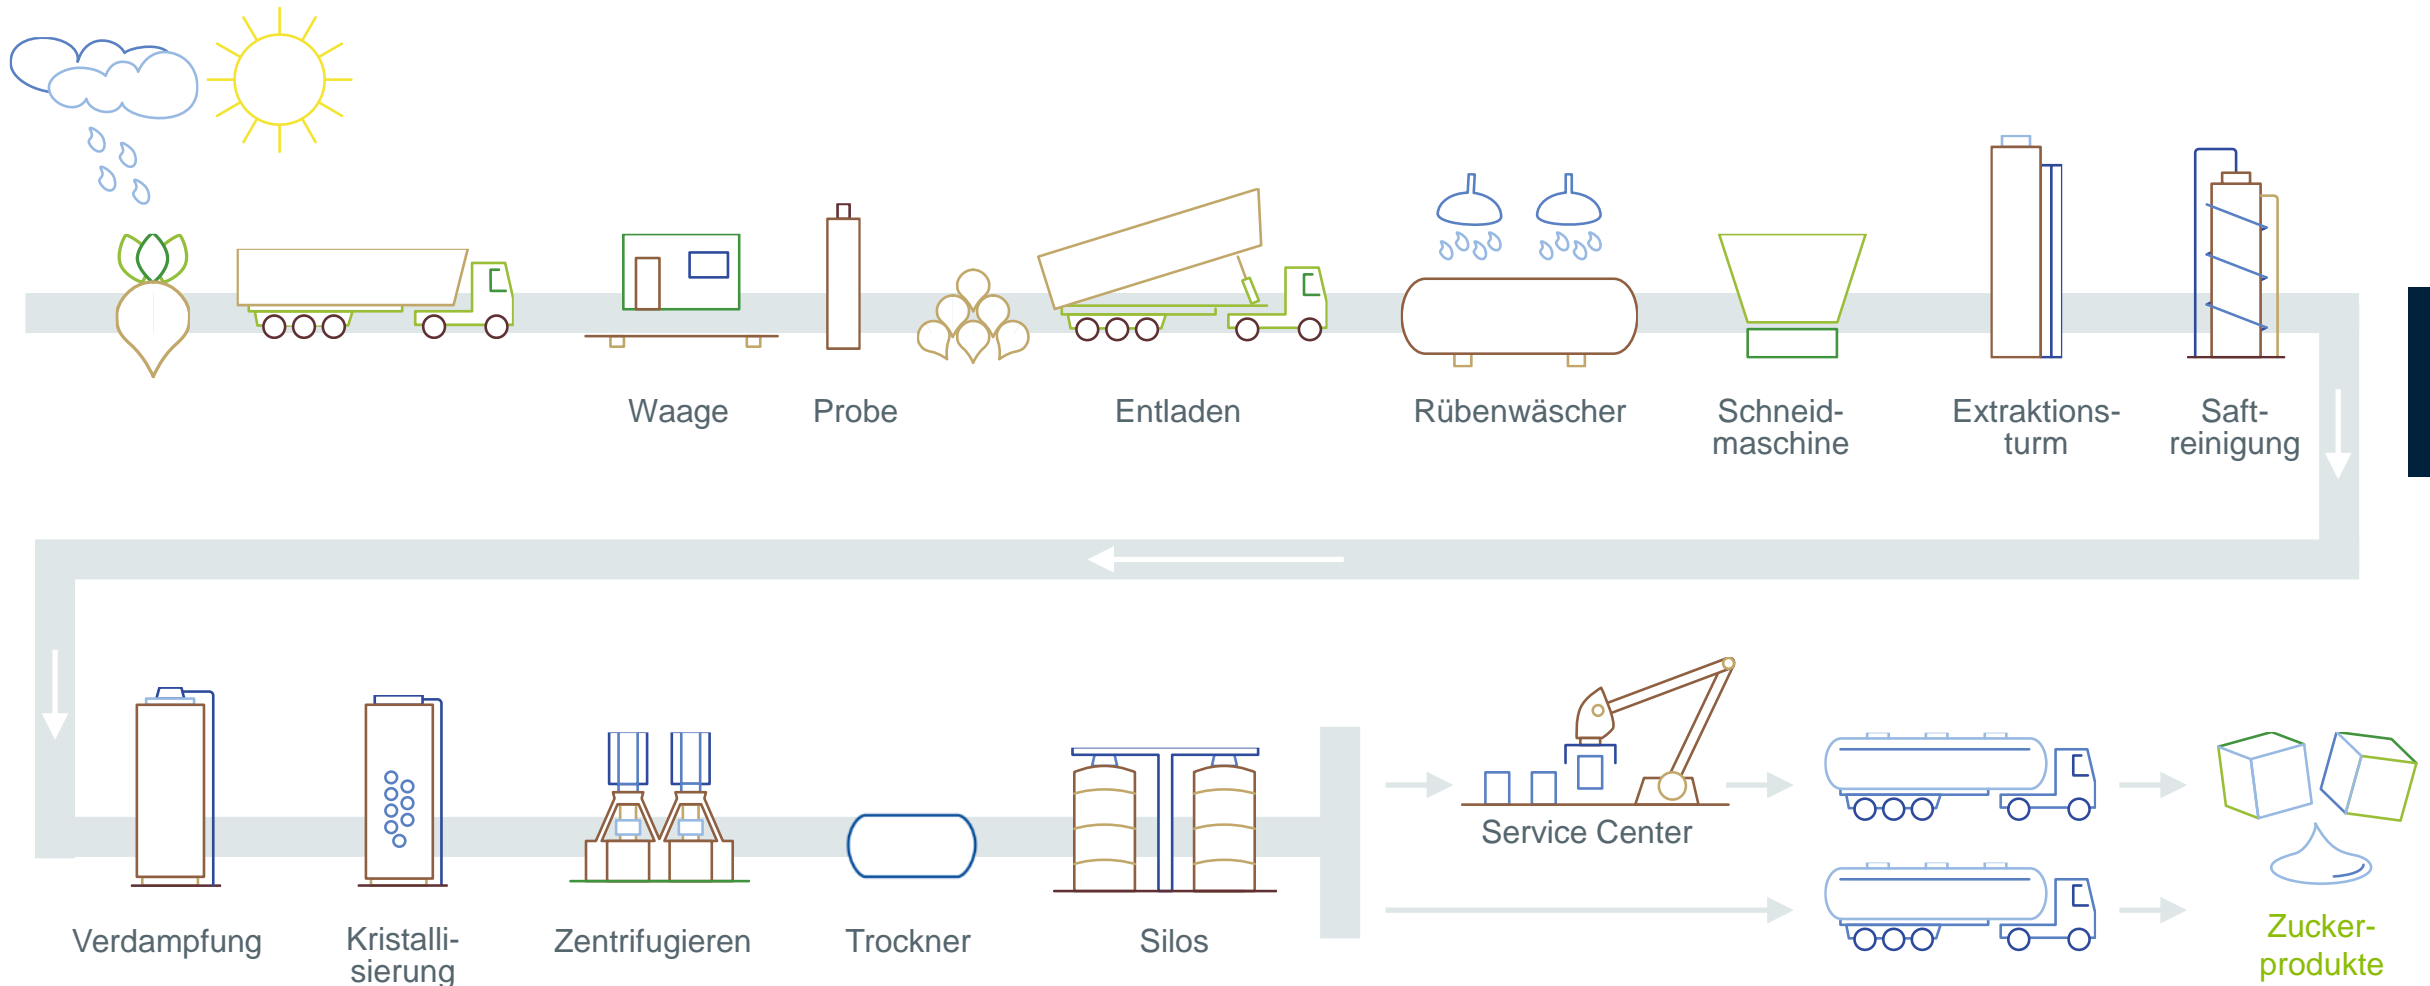 Waage
Probe
Entladen
Rübenwäscher
Schneid-
maschine
Extraktions-
turm
Saft-
reinigung
Service Center
Verdampfung
Kristalli-
sierung
Zentrifugieren
Trockner
Silos
Zucker-
produkte